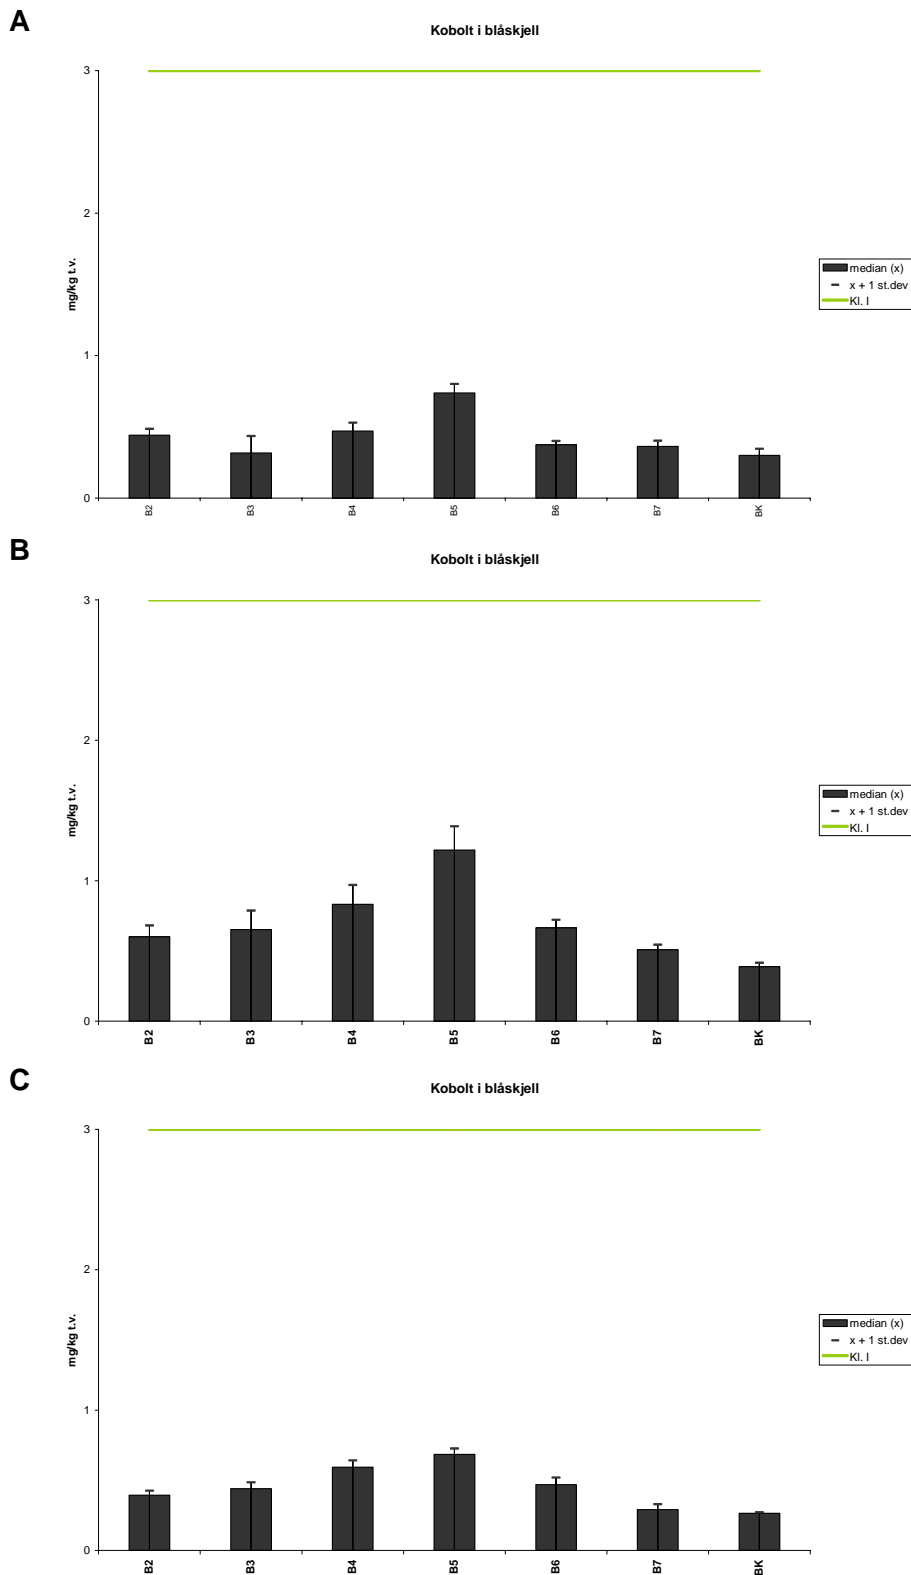 A
Kobolt i blåskjell
3
2
1
0
mg/kg t.v.
B2 B3 B4 B5 B6 B7 BK
median (x)
x + 1 st.dev
Kl. I
B
Kobolt i blåskjell
3
2
1
0
mg/kg t.v.
B2 B3 B4 B5 B6 B7 BK
median (x)
x + 1 st.dev
Kl. I
C
Kobolt i blåskjell
3
2
1
0
mg/kg t.v.
B2 B3 B4 B5 B6 B7 BK
median (x)
x + 1 st.dev
Kl. I